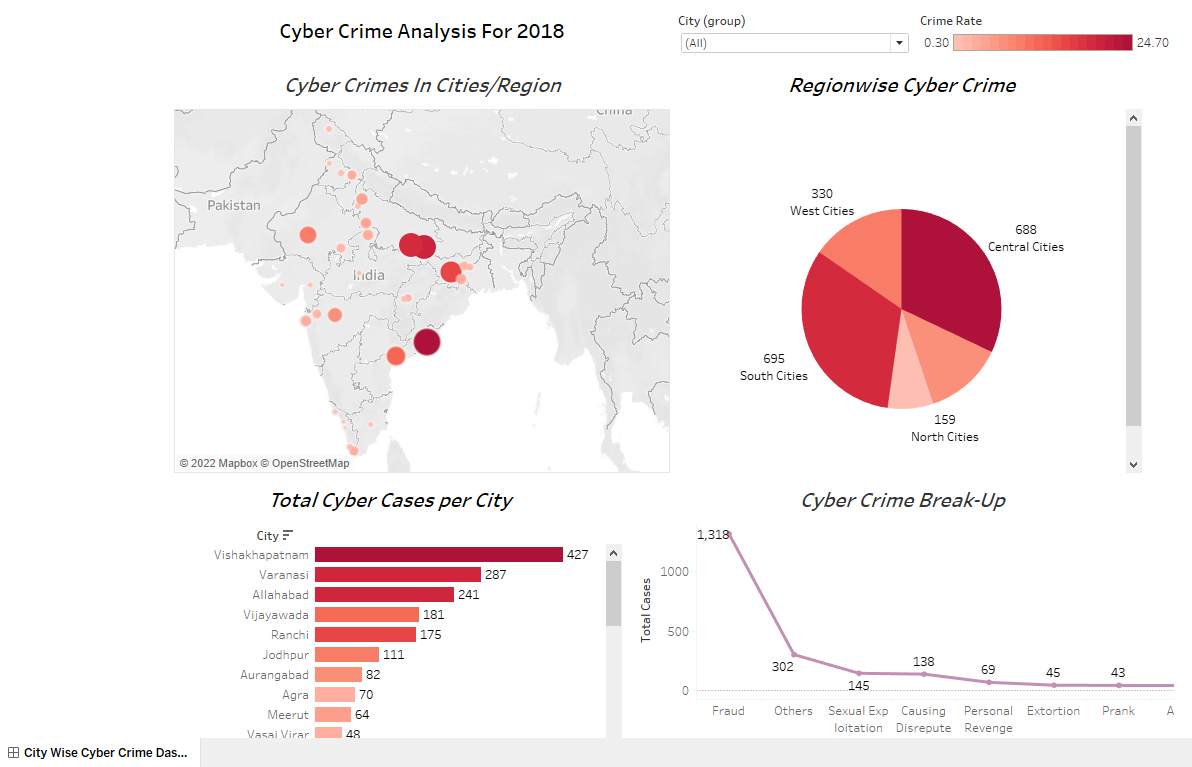 Cyber Crime Analysis For 2018
City (group)
(All)
Crime Rate
0.30
24.70
Cyber Crimes In Cities/Region
China
Pakistan
India
© 2022 Mapbox © OpenStreetMap
Regionwise Cyber Crime
330
West Cities
688
Central Cities
695
South Cities
159
North Cities
Total Cyber Cases per City
City
Vishakhapatnam 427
Varanasi 287
Allahabad 241
Vijayawada 181
Ranchi 175
Jodhpur 111
Aurangabad 82
Agra 70
Meerut 64
Vasai Virar 48
Cyber Crime Break-Up
Total Cases
1000
500
0
1,318
302
145
138
69
45
43
Fraud Others Sexual Exp Causing Personal Extortion Prank A
loitation Disrepute Revenge
City Wise Cyber Crime Das...